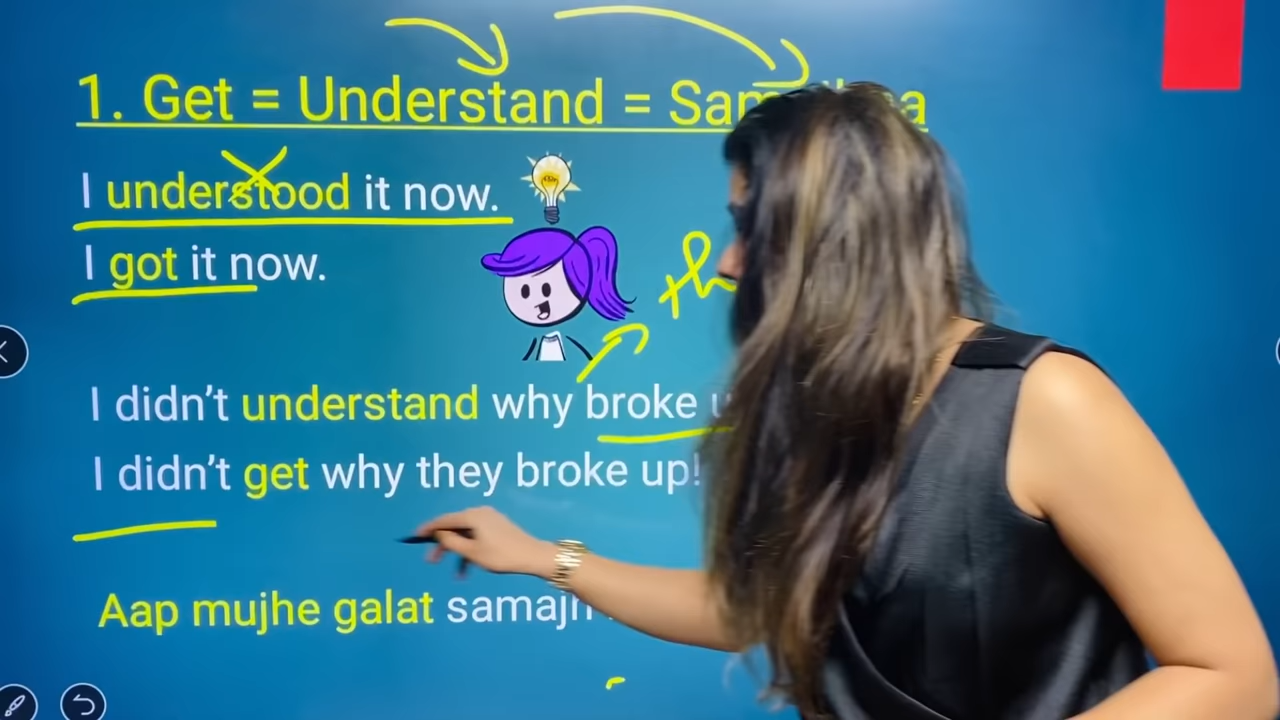 1. Get = Understand =
I understood it now.
I got it now.
th
I didn't understand why broke
I didn't get why they broke up!
Aap mujhe galat